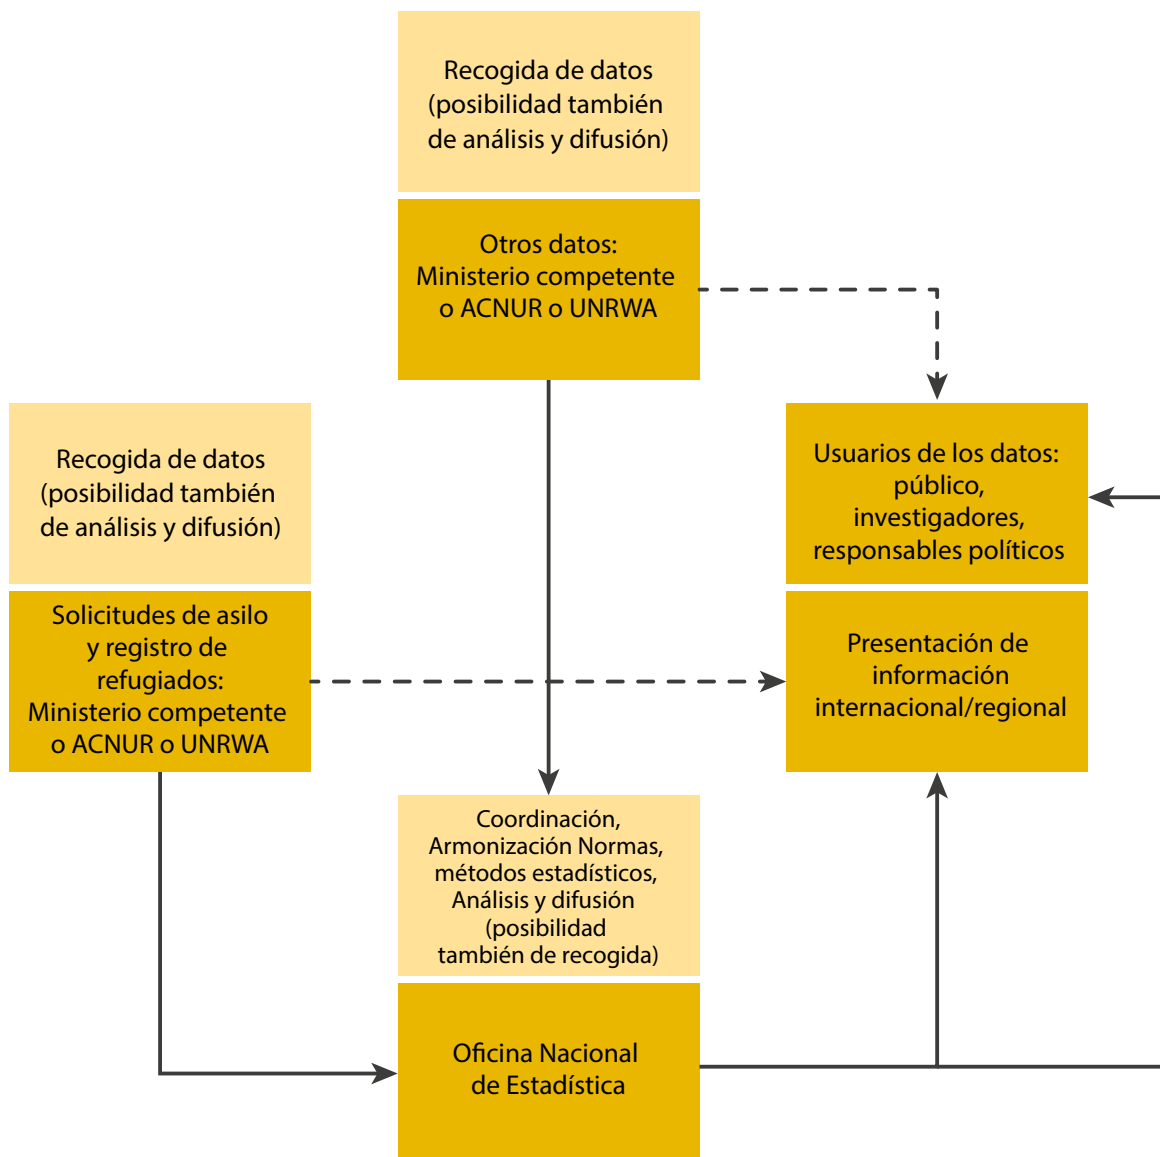 Recogida de datos
(posibilidad también
de análisis y difusión)
Otros datos:
Ministerio competente
o ACNUR o UNRWA
Recogida de datos
(posibilidad también
de análisis y difusión)
Solicitudes de asilo
y registro de
refugiados:
Ministerio competente
o ACNUR o UNRWA
Usuarios de los datos:
público,
investigadores,
responsables políticos
Presentación de
información
internacional/regional
Coordinación,
Armonización Normas,
métodos estadísticos,
Análisis y difusión
(posibilidad
también de recogida)
Oficina Nacional
de Estadística